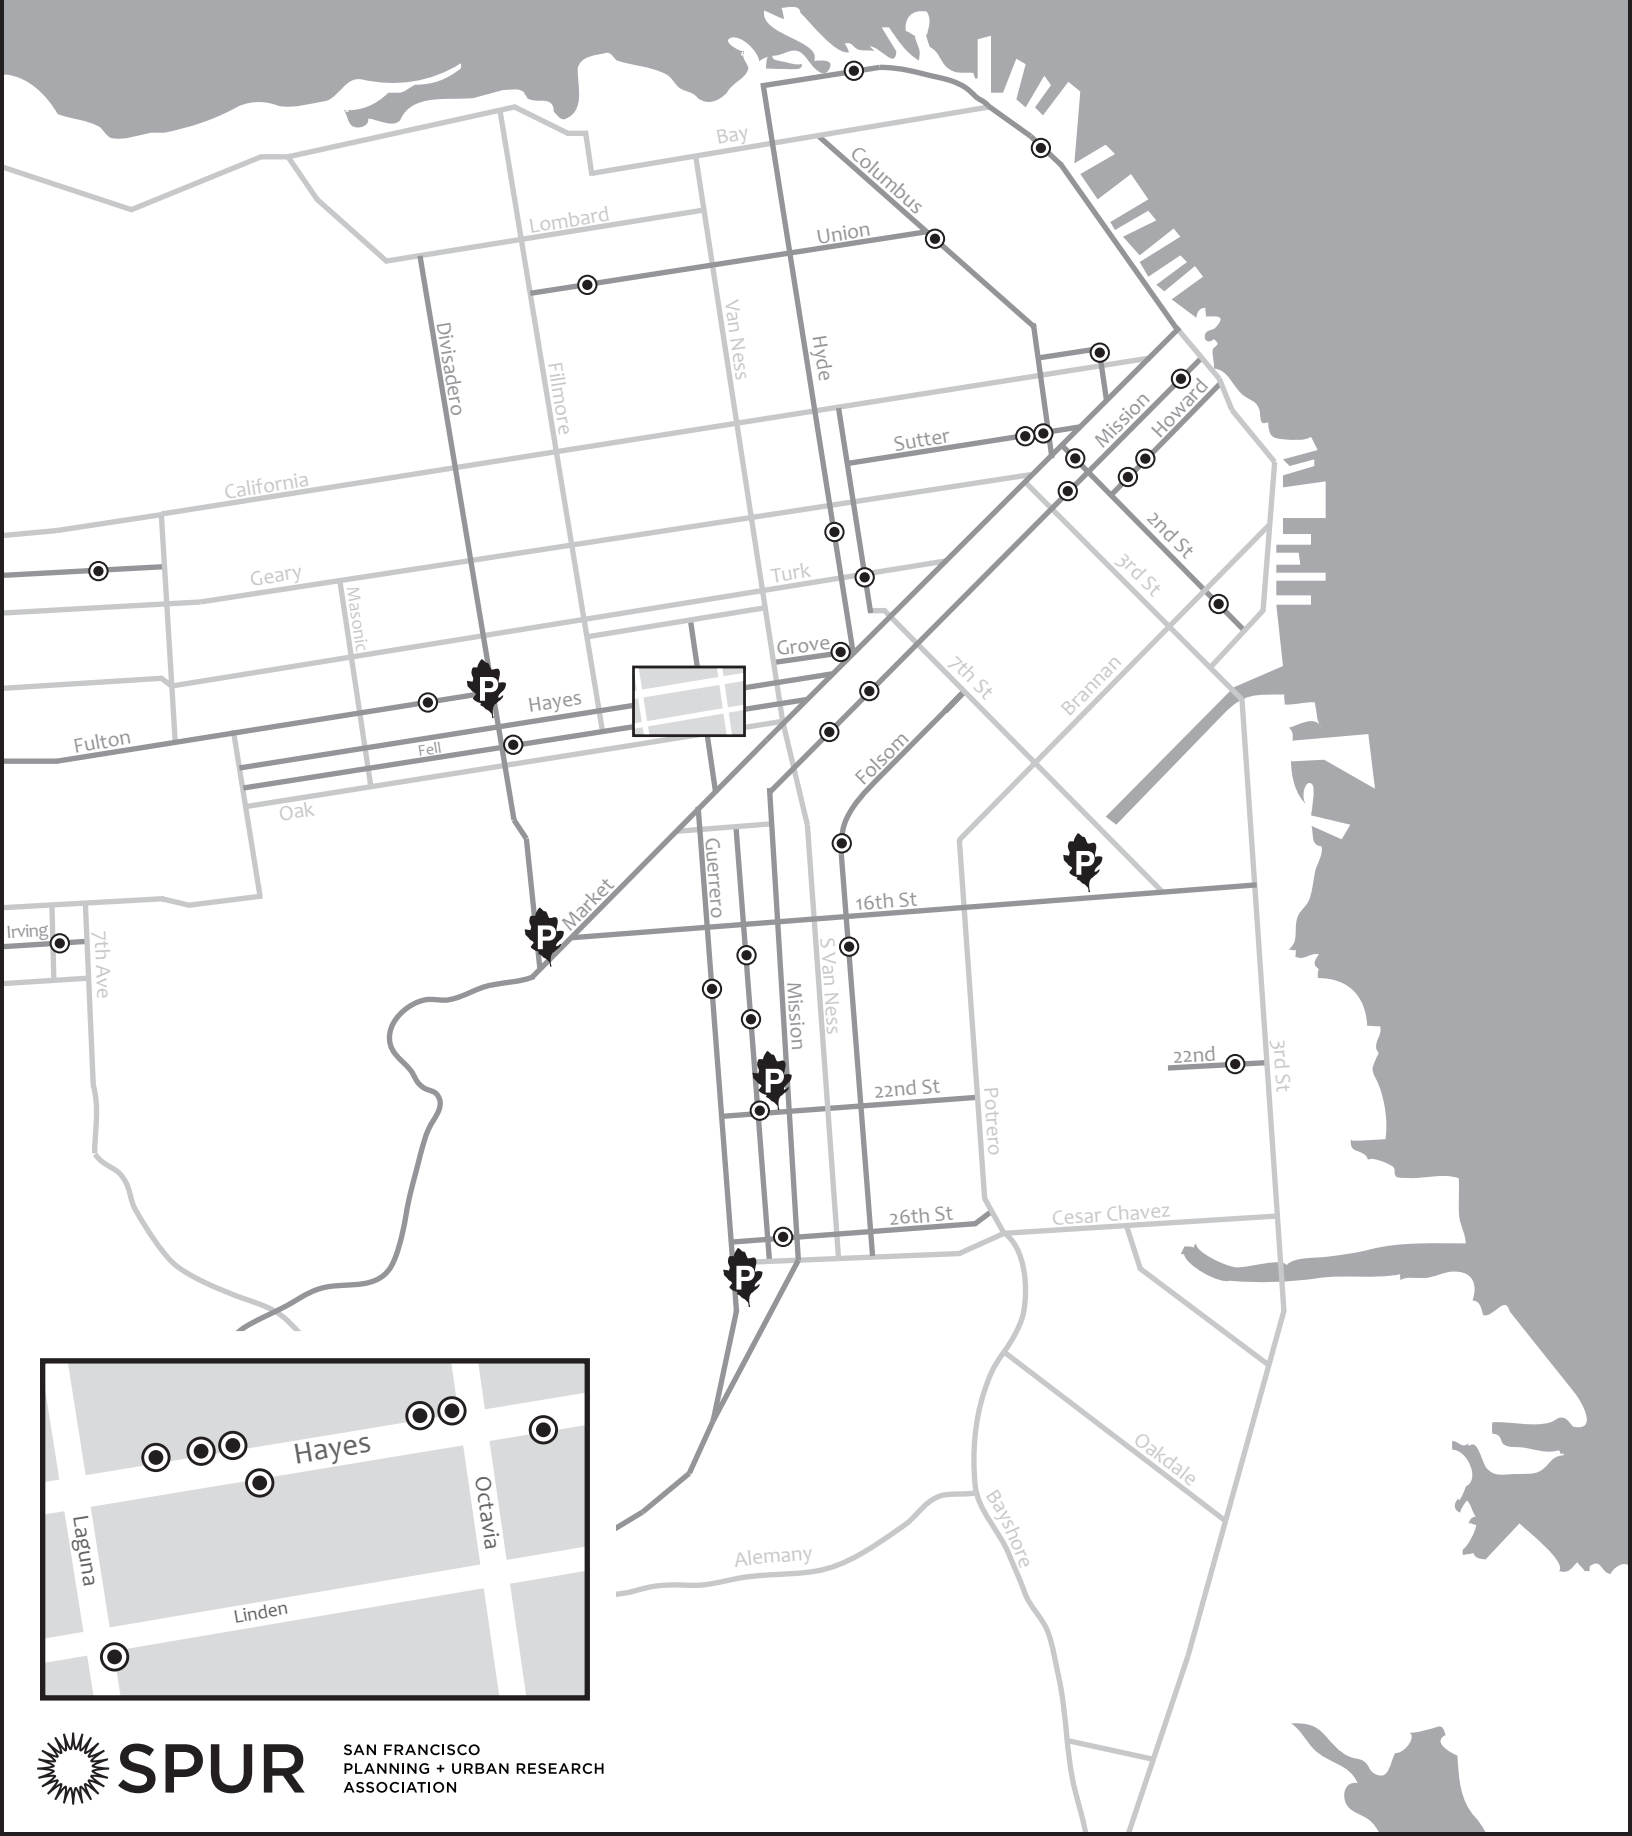 Bay
Columbus
Lombard
Union
Van Ness
Hyde
Divisadero
Fillmore
Mission
Howard
Sutter
California
2nd St
3rd St
Geary
Turk
Masonic
Grove
7th St
Brannan
P
Hayes
Fulton
Fell
Folsom
Oak
Guerrero
P
Market
16th St
P
Irving
7th Ave
S Van Ness
Mission
22nd
3rd St
P
22nd St
Potrero
26th St
Cesar Chavez
P
Hayes
Octavia
Laguna
Linden
Oakdale
Bayshore
Alemany
SPUR
SAN FRANCISCO
PLANNING + URBAN RESEARCH
ASSOCIATION